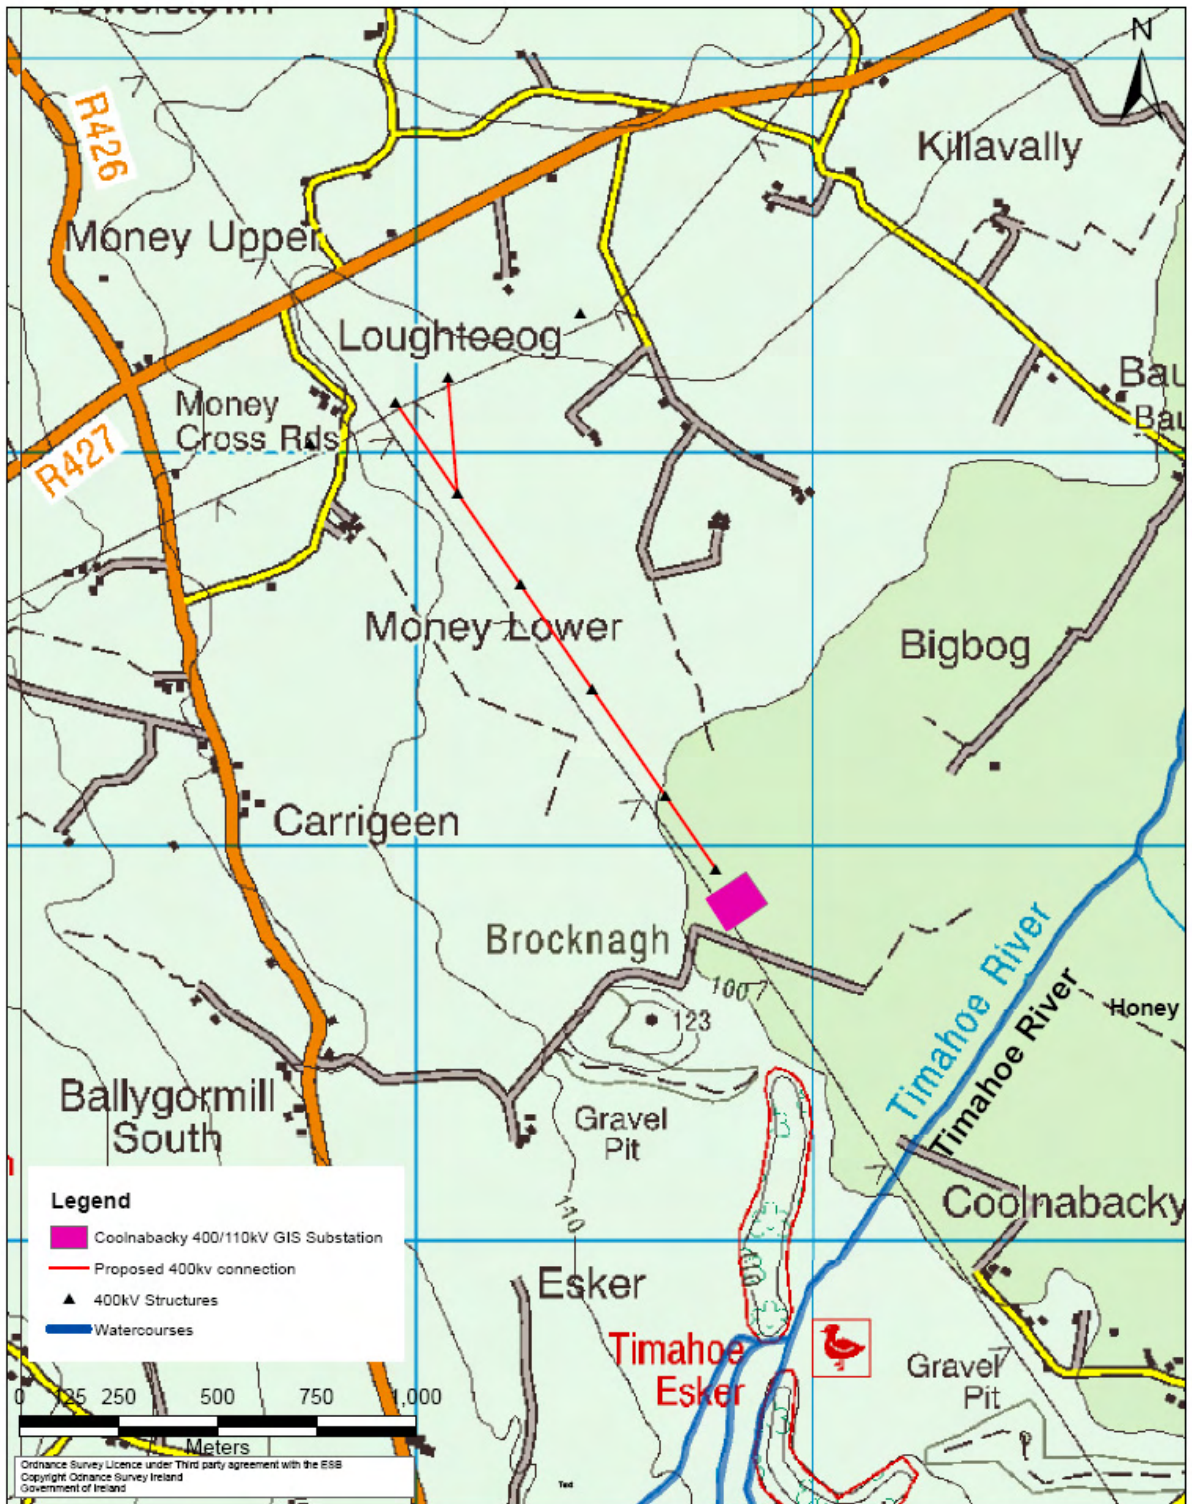 N
R426
Killavally
Money Upper
Loughteeog
Bau
Money
Cross Rds
Bau
R427
Money Lower
Bigbog
Carrigeen
Brocknagh
100
123
Timahoe River
Timahoe River
Honey
Ballygormill
South
Gravel
Pit
110
Coolnabacky
Legend
Coolnabacky 400/110kV GIS Substation
Proposed 400kv connection
400kV Structures
Watercourses
Esker
110
Timahoe
Esker
Gravel
Pit
0 125 250 500 750 1,000
Meters
Ordnance Survey Licence under Third party agreement with the ESB
Copyright Odnance Survey Ireland
Government of Ireland